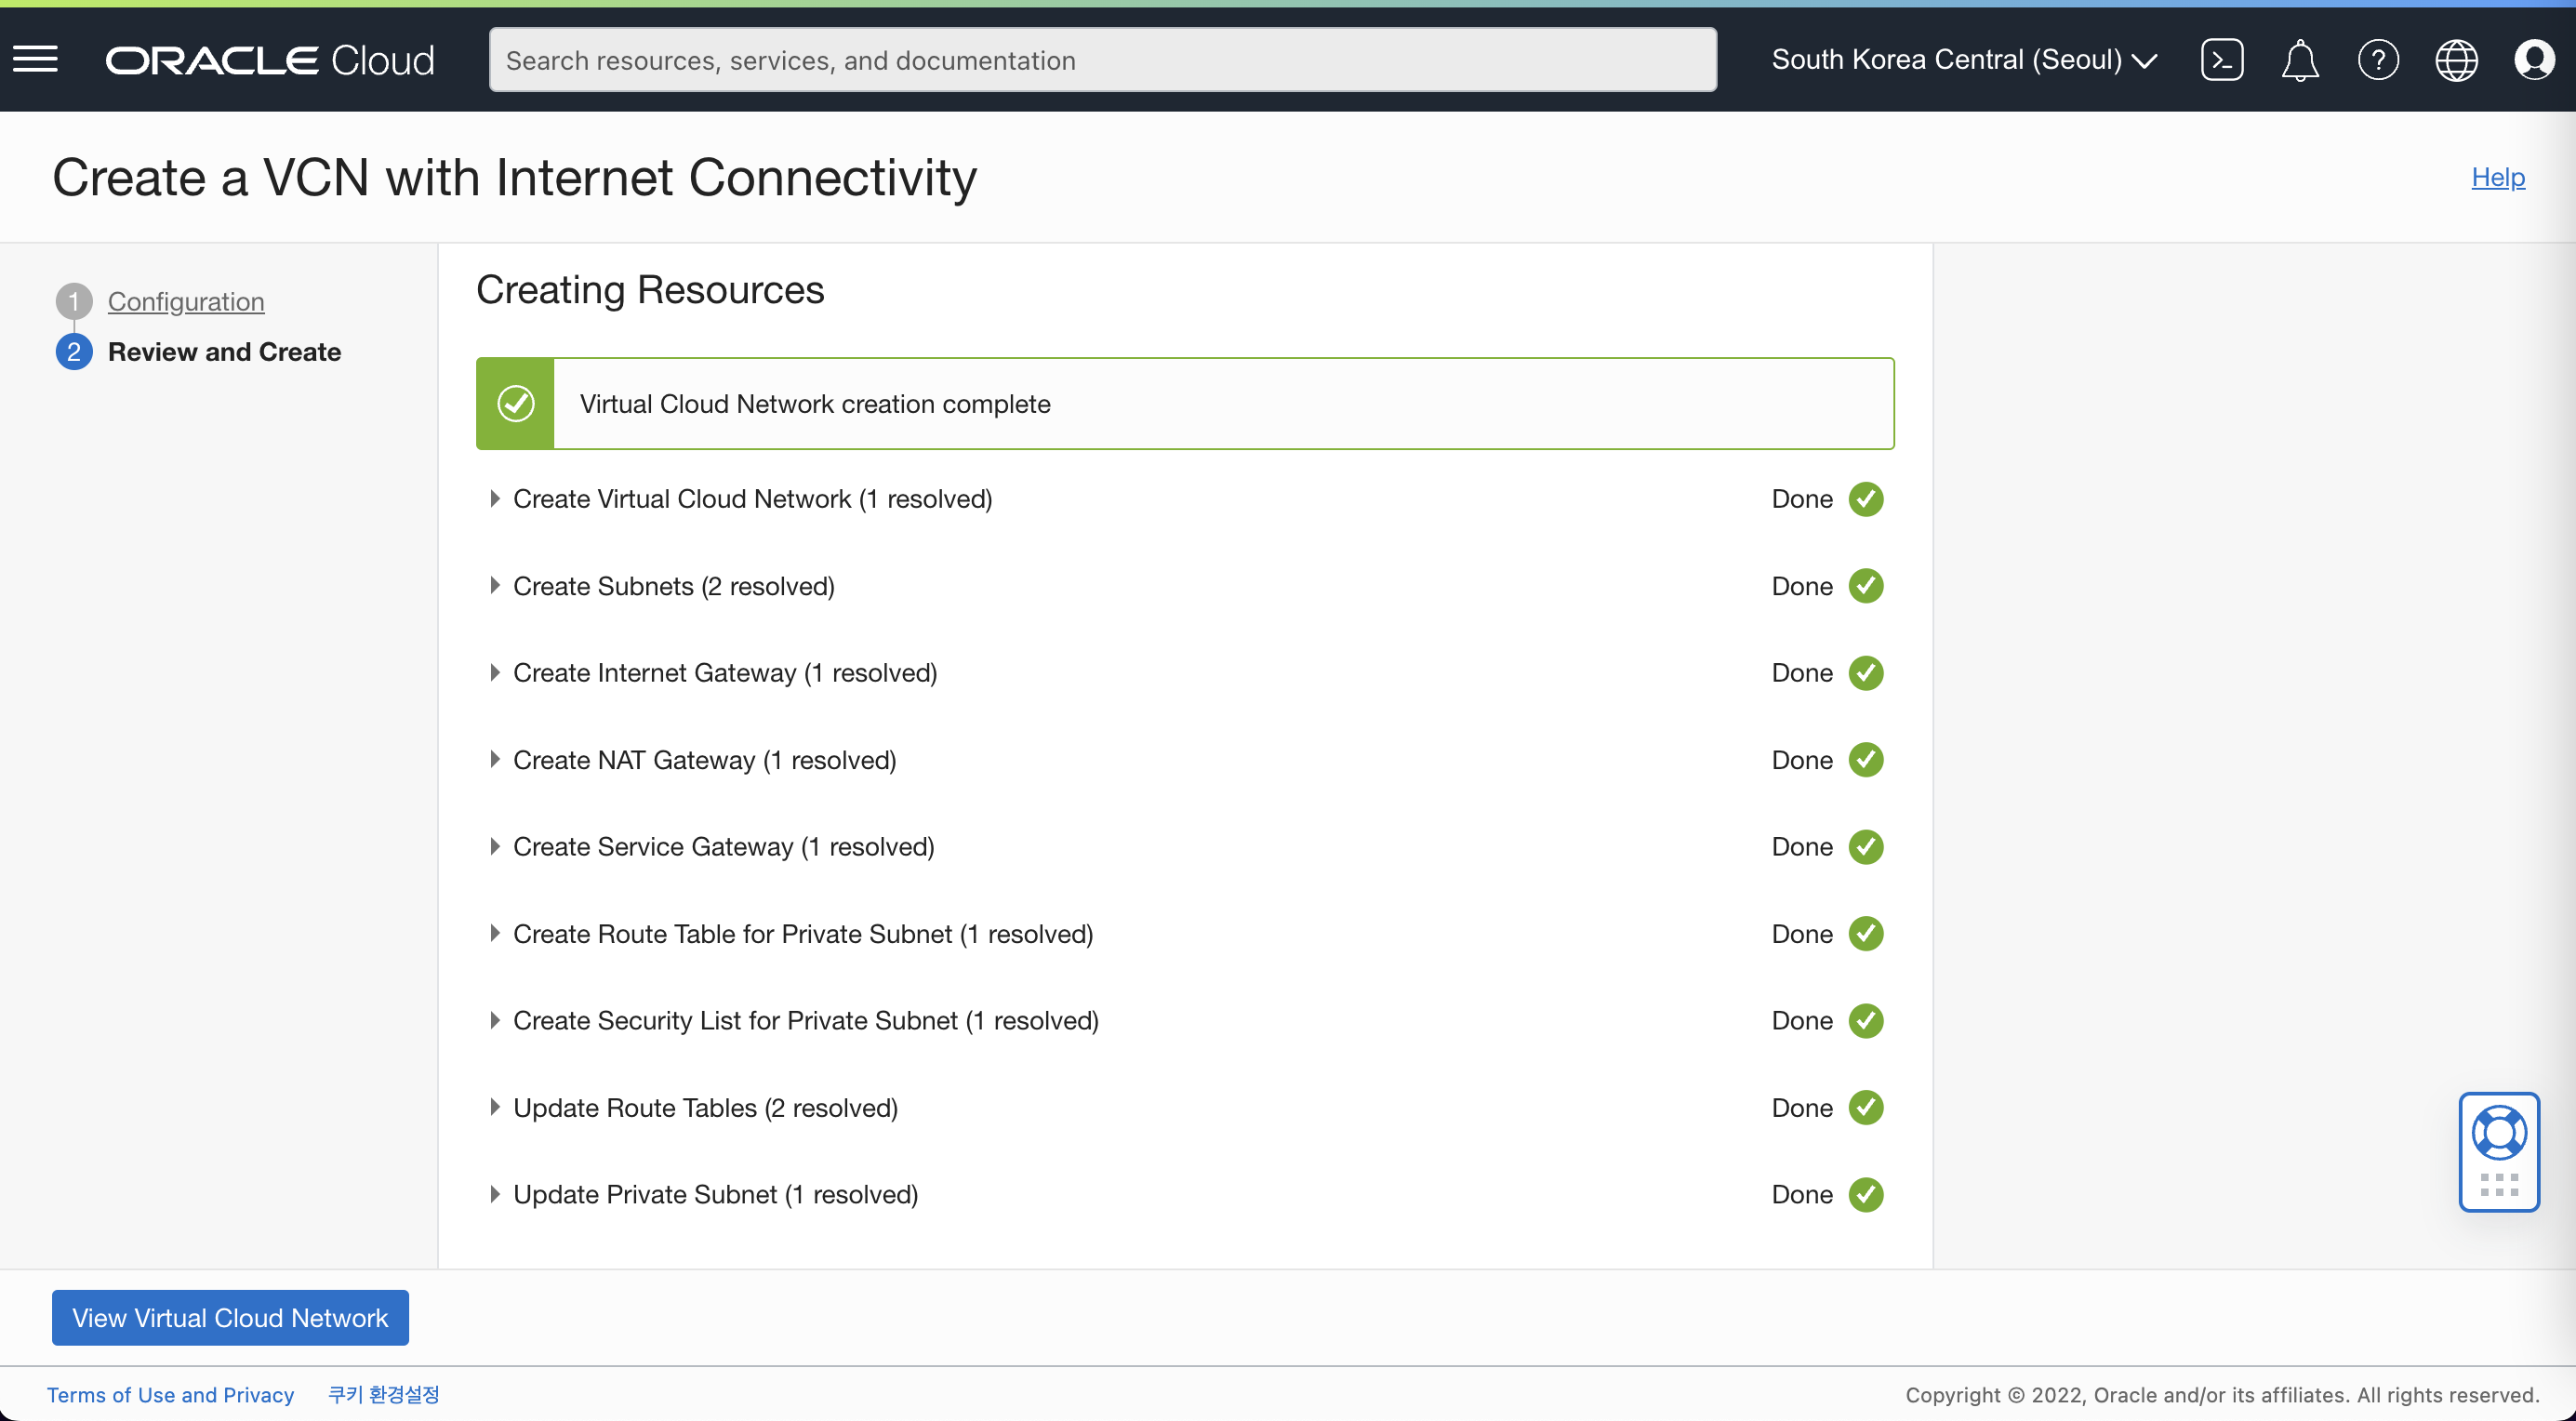 ORACLE Cloud
Search resources, services, and documentation
South Korea Central (Seoul)
Create a VCN with Internet Connectivity
Help
1 Configuration
2 Review and Create
Creating Resources
Virtual Cloud Network creation complete
Create Virtual Cloud Network (1 resolved) Done
Create Subnets (2 resolved) Done
Create Internet Gateway (1 resolved) Done
Create NAT Gateway (1 resolved) Done
Create Service Gateway (1 resolved) Done
Create Route Table for Private Subnet (1 resolved) Done
Create Security List for Private Subnet (1 resolved) Done
Update Route Tables (2 resolved) Done
Update Private Subnet (1 resolved) Done
View Virtual Cloud Network
Terms of Use and Privacy 쿠키 환경설정
Copyright © 2022, Oracle and/or its affiliates. All rights reserved.